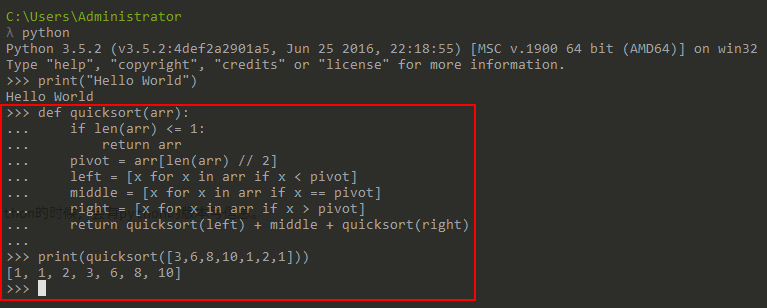 C:\Users\Administrator
λ python
Python 3.5.2 (v3.5.2:4def2a2901a5, Jun 25 2016, 22:18:55) [MSC v.1900 64 bit (AMD64)] on win32
Type "help", "copyright", "credits" or "license" for more information.
>>> print("Hello World")
Hello World
>>> def quicksort(arr):
...     if len(arr) <= 1:
...         return arr
...     pivot = arr[len(arr) // 2]
...     left = [x for x in arr if x < pivot]
...     middle = [x for x in arr if x == pivot]
...     right = [x for x in arr if x > pivot]
...     return quicksort(left) + middle + quicksort(right)
...
>>> print(quicksort([3,6,8,10,1,2,1]))
[1, 1, 2, 3, 6, 8, 10]
>>>